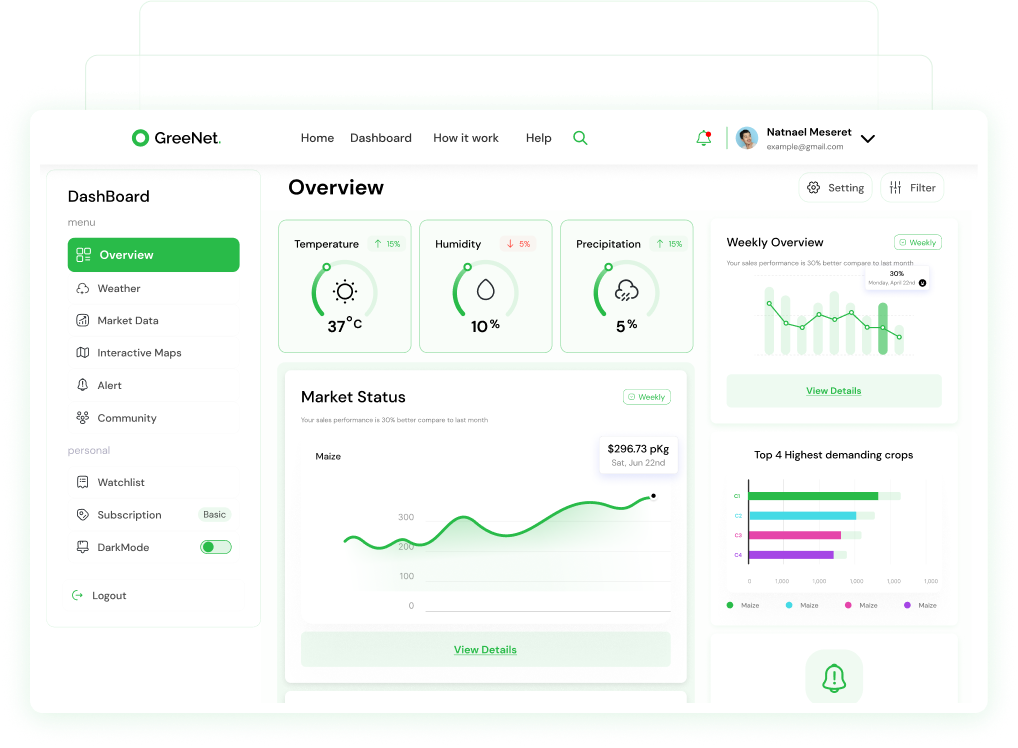 GreeNet.
Home Dashboard How it work Help
Natnael Meseret
example@gmail.com
DashBoard
menu
Overview
Weather
Market Data
Interactive Maps
Alert
Community
personal
Watchlist
Subscription Basic
DarkMode
Logout
Overview
Setting Filter
Temperature 15%
37°C
Humidity 5%
10%
Precipitation 15%
5%
Market Status Weekly
Your sales performance is 30% better compare to last month
Maize
$296.73 pKg
Sat, Jun 22nd
300
200
100
0
View Details
Weekly Overview Weekly
Your sales performance is 30% better compare to last month
30%
Monday, April 22nd
View Details
Top 4 Highest demanding crops
C1
C2
C3
C4
0 1,000 1,000 1,000 1,000 1,000
Maize Maize Maize Maize